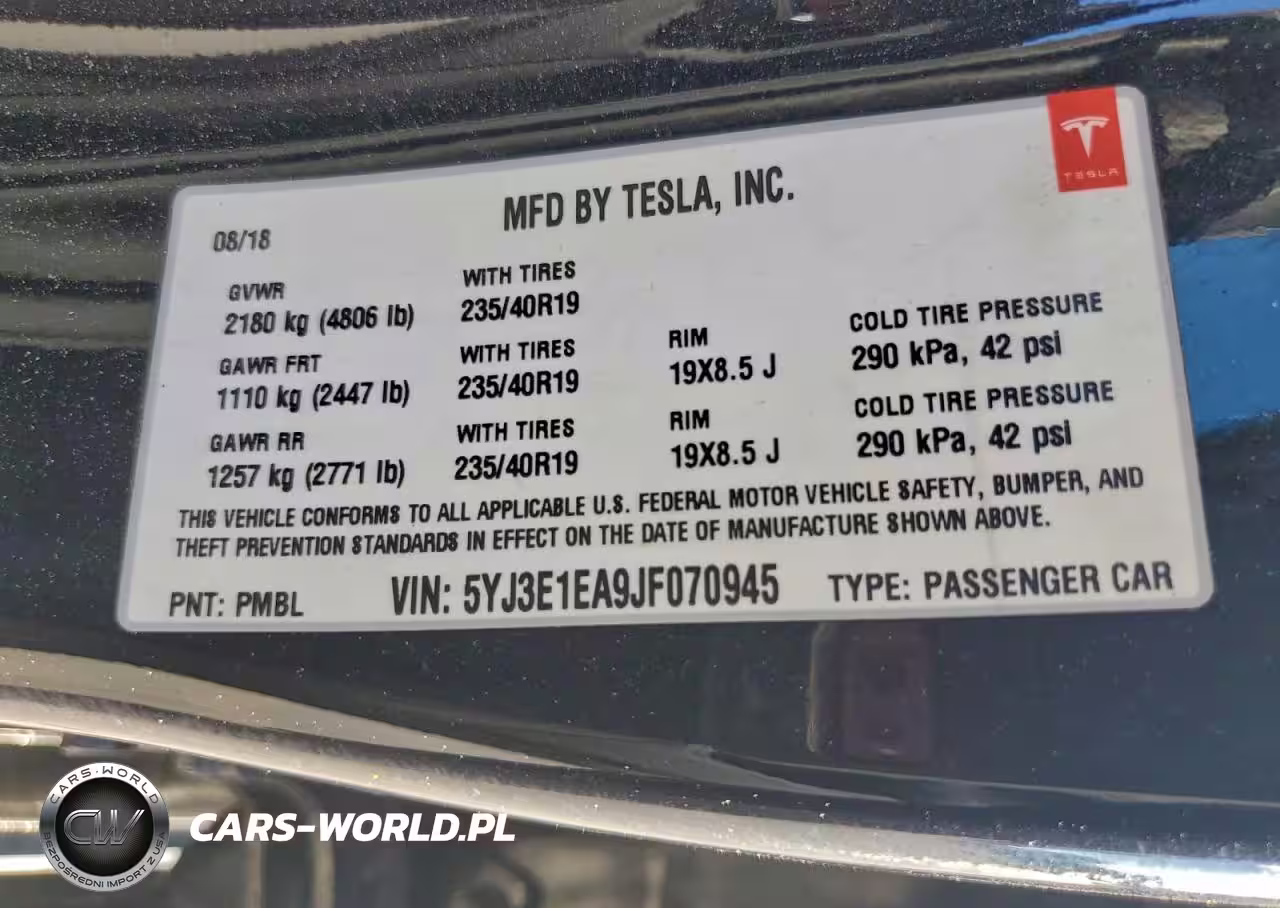 TESLA
MFD BY TESLA, INC.
08/18
GVWR
2180 kg (4806 lb)
WITH TIRES
235/40R19
GAWR FRT
1110 kg (2447 lb)
WITH TIRES
235/40R19
RIM
19X8.5 J
COLD TIRE PRESSURE
290 kPa, 42 psi
GAWR RR
1257 kg (2771 lb)
WITH TIRES
235/40R19
RIM
19X8.5 J
COLD TIRE PRESSURE
290 kPa, 42 psi
THIS VEHICLE CONFORMS TO ALL APPLICABLE U.S. FEDERAL MOTOR VEHICLE SAFETY, BUMPER, AND
THEFT PREVENTION STANDARDS IN EFFECT ON THE DATE OF MANUFACTURE SHOWN ABOVE.
PNT: PMBL
VIN: 5YJ3E1EA9JF070945
TYPE: PASSENGER CAR
CARS-WORLD
CW
BEZPOŚREDNI IMPORT Z USA
CARS-WORLD.PL